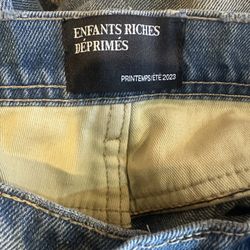 ENFANTS RICHES
DÉPRIMÉS
PRINTEMPS/ÉTÉ 2023